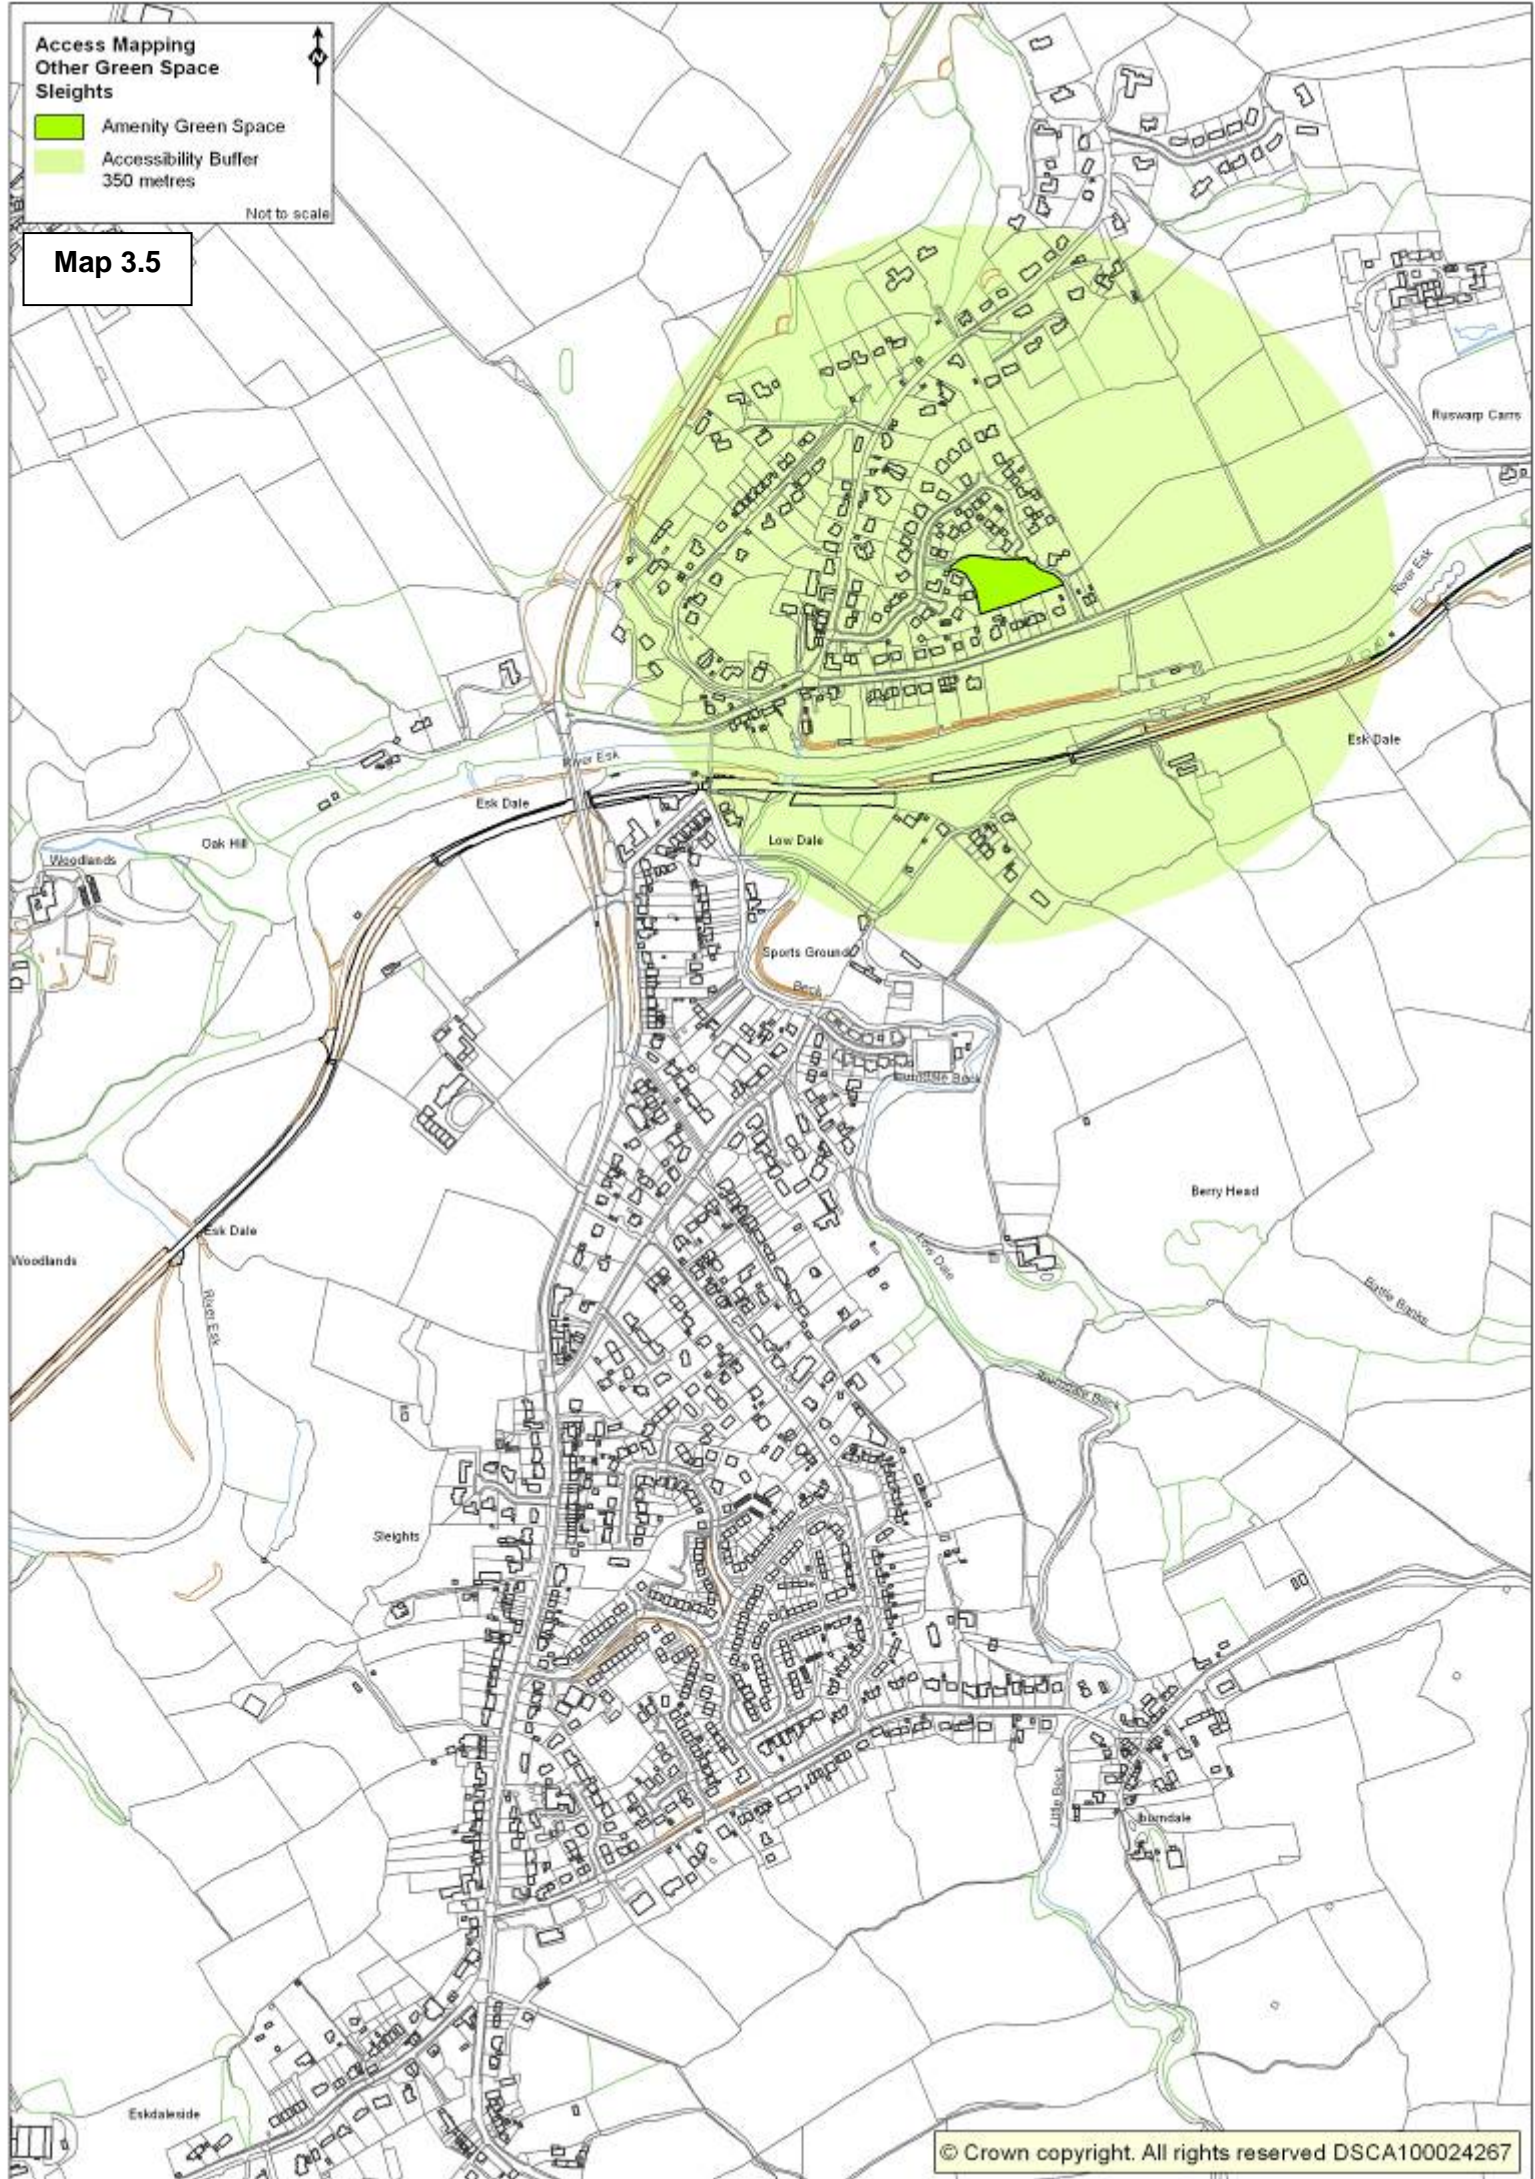 Access Mapping
Other Green Space
Sleights
N
Amenity Green Space
Accessibility Buffer
350 metres
Not to scale
Map 3.5
Ruswarp Carrs
River Esk
Esk Dale
River Esk
Esk Dale
Oak Hill
Low Dale
Woodlands
Sports Ground
Beck
Berry Head
Esk Dale
Low Dale
Woodlands
River Esk
Battle Banks
Sleights
Little Beck
Iburndale
Eskdaleside
© Crown copyright. All rights reserved DSCA100024267